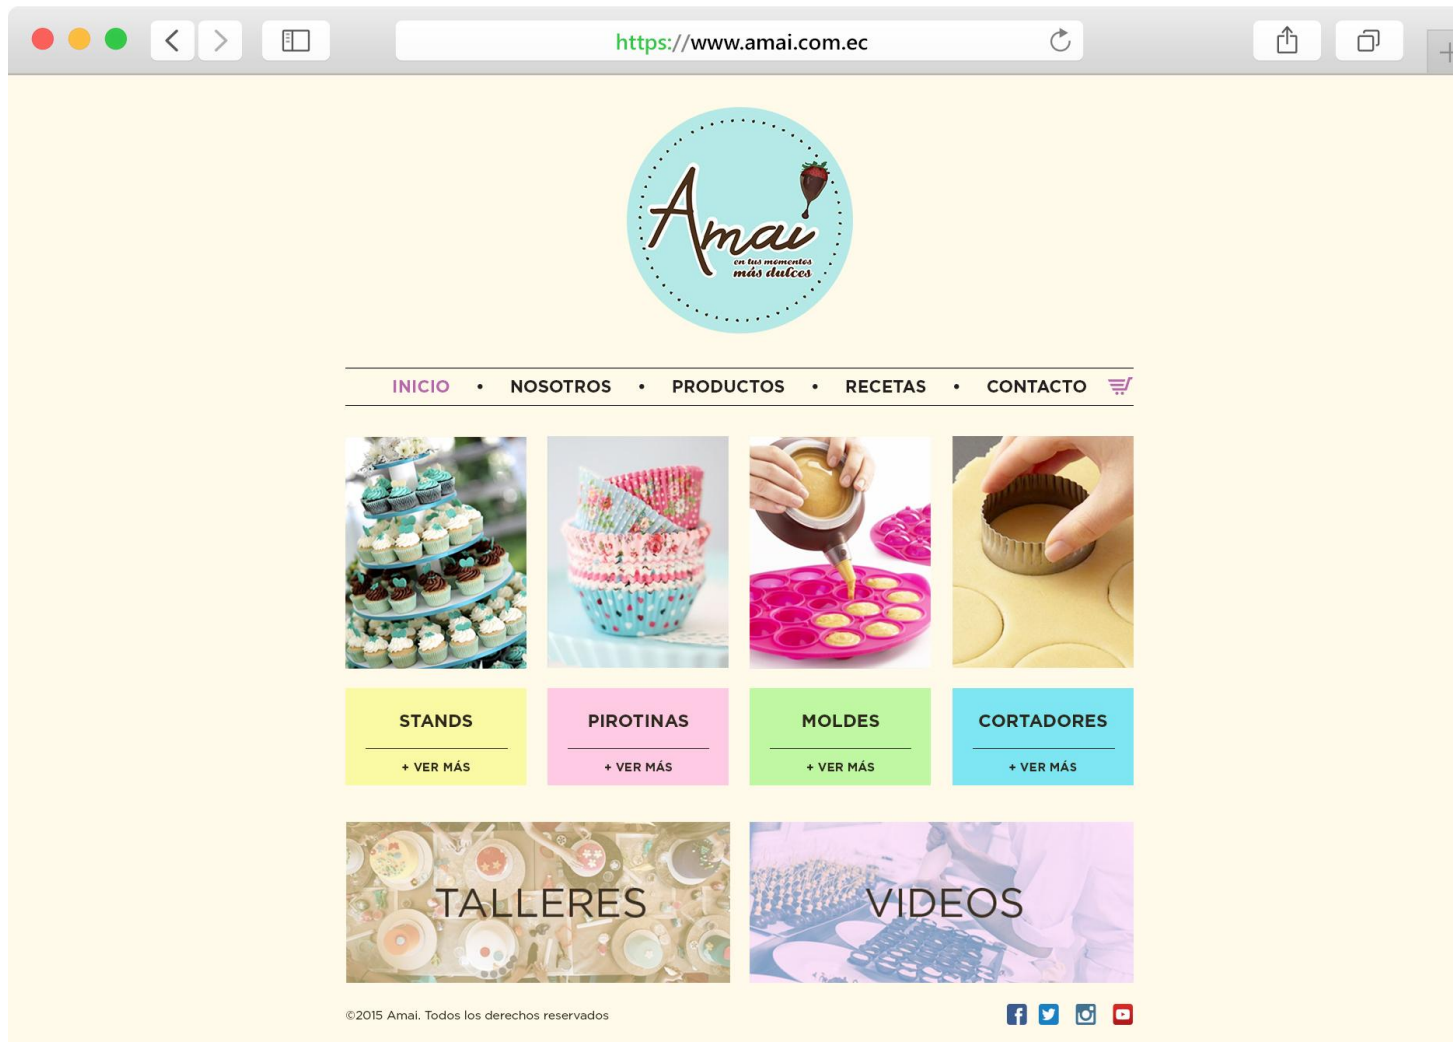 https://www.amai.com.ec
Amai
en tus momentos
más dulces
INICIO • NOSOTROS • PRODUCTOS • RECETAS • CONTACTO
STANDS PIROTINAS MOLDES CORTADORES
+ VER MÁS + VER MÁS + VER MÁS + VER MÁS
TALLERES VIDEOS
©2015 Amai. Todos los derechos reservados